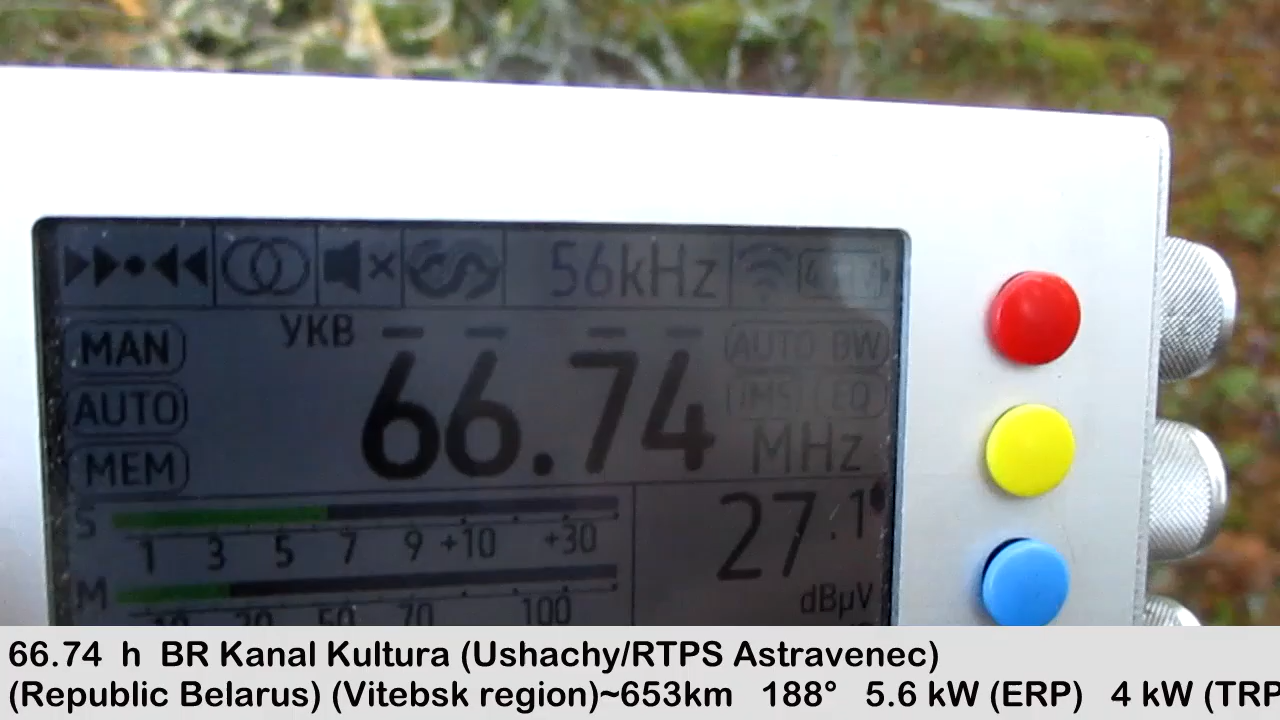 56kHz
УКВ
MAN
AUTO
MEM
66.74
MHz
AUTO BW
IMS
EQ
S
1 3 5 7 9 +10 +30
27.1
dBµV
M
10 30 50 70 100
66.74 h BR Kanal Kultura (Ushachy/RTPS Astravenec)
(Republic Belarus) (Vitebsk region)~653km 188° 5.6 kW (ERP) 4 kW (TRP